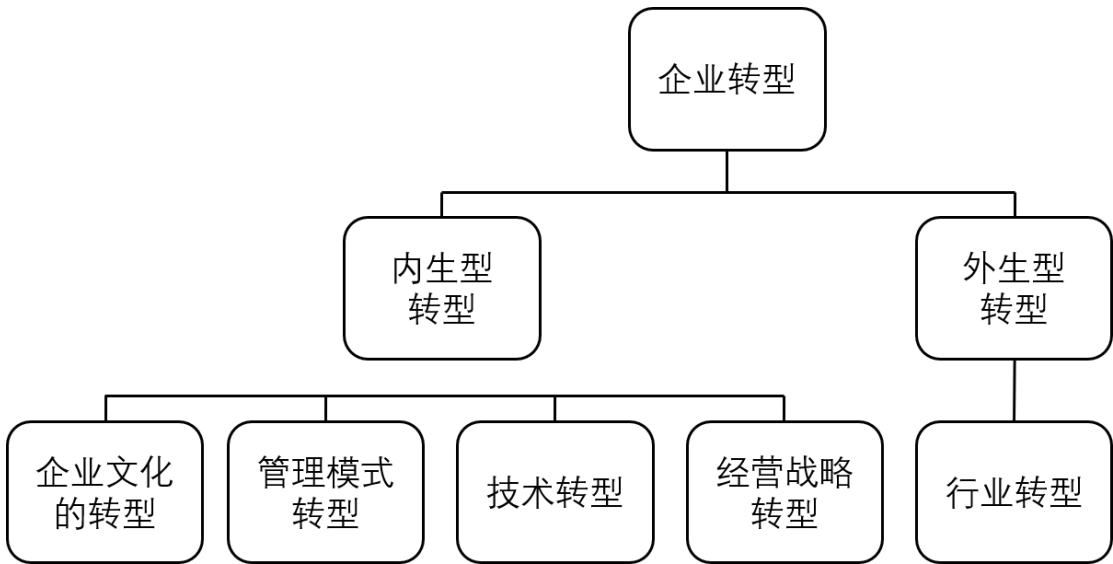 企业转型
内生型
转型
外生型
转型
企业文化
的转型
管理模式
转型
技术转型
经营战略
转型
行业转型